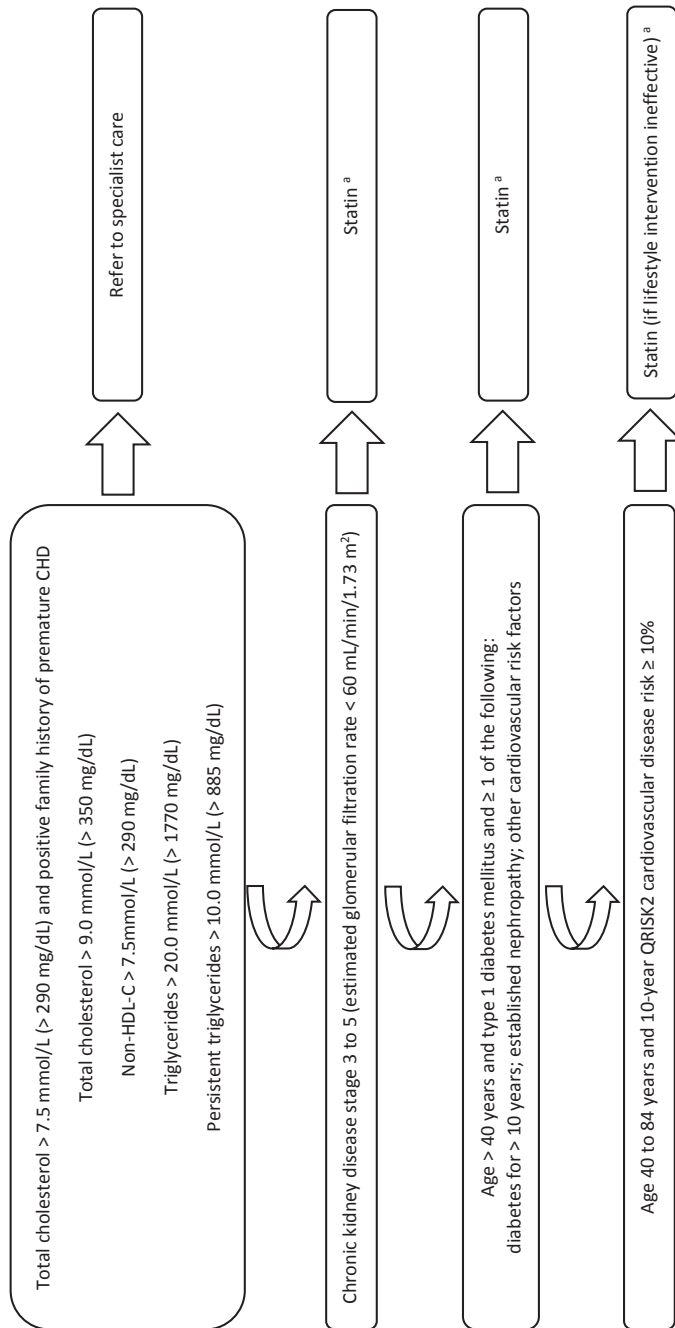 Total cholesterol > 7.5 mmol/L (> 290 mg/dL) and positive family history of premature CHD
Total cholesterol > 9.0 mmol/L (> 350 mg/dL)
Non-HDL-C > 7.5mmol/L (> 290 mg/dL)
Triglycerides > 20.0 mmol/L (> 1770 mg/dL)
Persistent triglycerides > 10.0 mmol/L (> 885 mg/dL)
Refer to specialist care
Chronic kidney disease stage 3 to 5 (estimated glomerular filtration rate < 60 mL/min/1.73 m²)
Statin ᵃ
Age > 40 years and type 1 diabetes mellitus and ≥ 1 of the following:
diabetes for > 10 years; established nephropathy; other cardiovascular risk factors
Statin ᵃ
Age 40 to 84 years and 10-year QRISK2 cardiovascular disease risk ≥ 10%
Statin (if lifestyle intervention ineffective) ᵃ